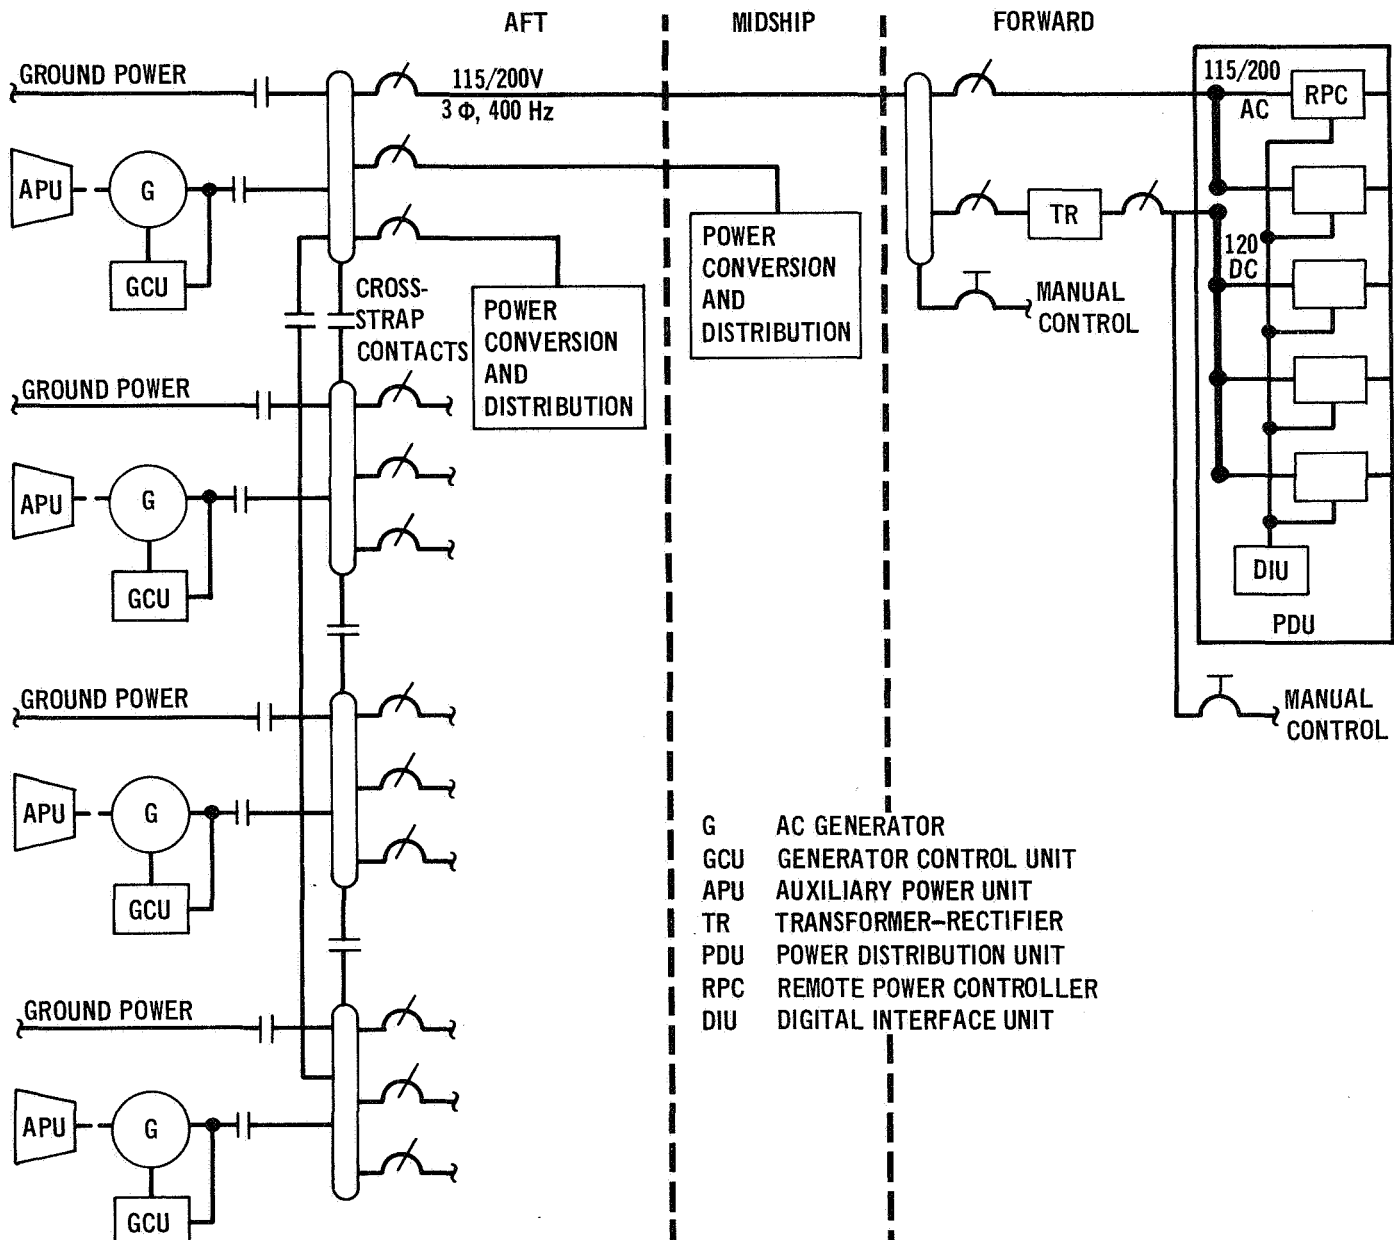 AFT
MIDSHIP
FORWARD
GROUND POWER
115/200V
3 Φ, 400 Hz
115/200
AC
RPC
APU
G
GCU
TR
120
DC
POWER
CONVERSION
AND
DISTRIBUTION
MANUAL
CONTROL
CROSS-
STRAP
CONTACTS
POWER
CONVERSION
AND
DISTRIBUTION
GROUND POWER
APU
G
GCU
DIU
PDU
GROUND POWER
MANUAL
CONTROL
APU
G
GCU
G AC GENERATOR
GCU GENERATOR CONTROL UNIT
APU AUXILIARY POWER UNIT
TR TRANSFORMER–RECTIFIER
PDU POWER DISTRIBUTION UNIT
RPC REMOTE POWER CONTROLLER
DIU DIGITAL INTERFACE UNIT
GROUND POWER
APU
G
GCU